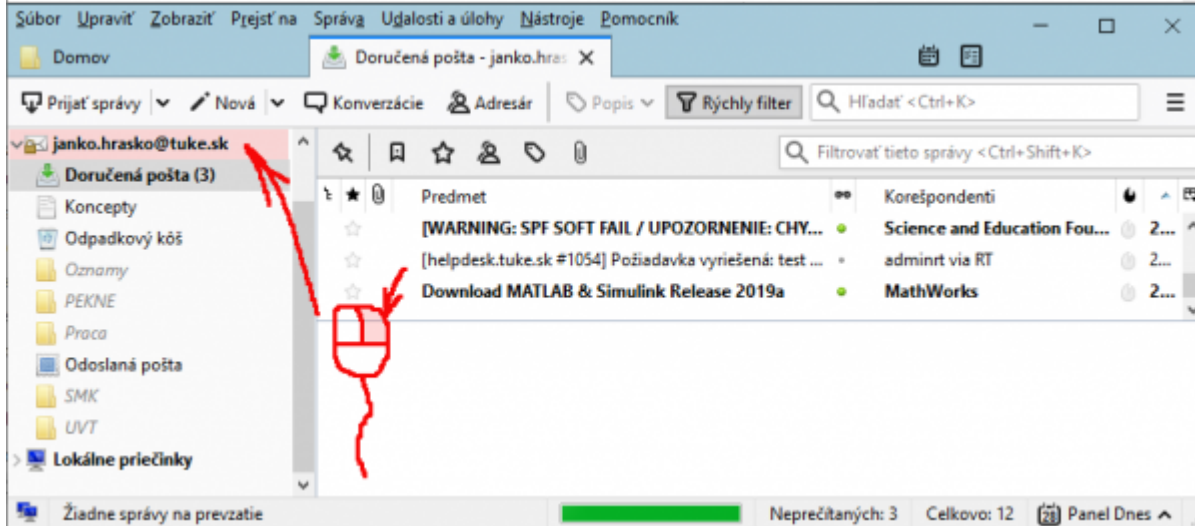 Súbor Upraviť Zobraziť Prejsť na Správa Udalosti a úlohy Nástroje Pomocník
Domov
Doručená pošta - janko.hras
Prijať správy Nová Konverzácie Adresár Popis Rýchly filter Hľadať <Ctrl+K>
janko.hrasko@tuke.sk
Filtrovať tieto správy <Ctrl+Shift+K>
Doručená pošta (3)
Predmet Korešpondenti
Koncepty
[WARNING: SPF SOFT FAIL / UPOZORNENIE: CHY... Science and Education Fou... 2...
Odpadkový kôš
[helpdesk.tuke.sk #1054] Požiadavka vyriešená: test ... adminrt via RT 2...
Oznamy
Download MATLAB & Simulink Release 2019a MathWorks 2...
PEKNE
Praca
Odoslaná pošta
SMK
UVT
Lokálne priečinky
Žiadne správy na prevzatie Neprečítaných: 3 Celkovo: 12 28 Panel Dnes